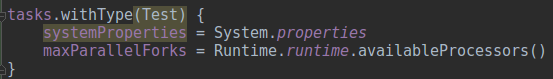 tasks.withType(Test) {
    systemProperties = System.properties
    maxParallelForks = Runtime.runtime.availableProcessors()
}